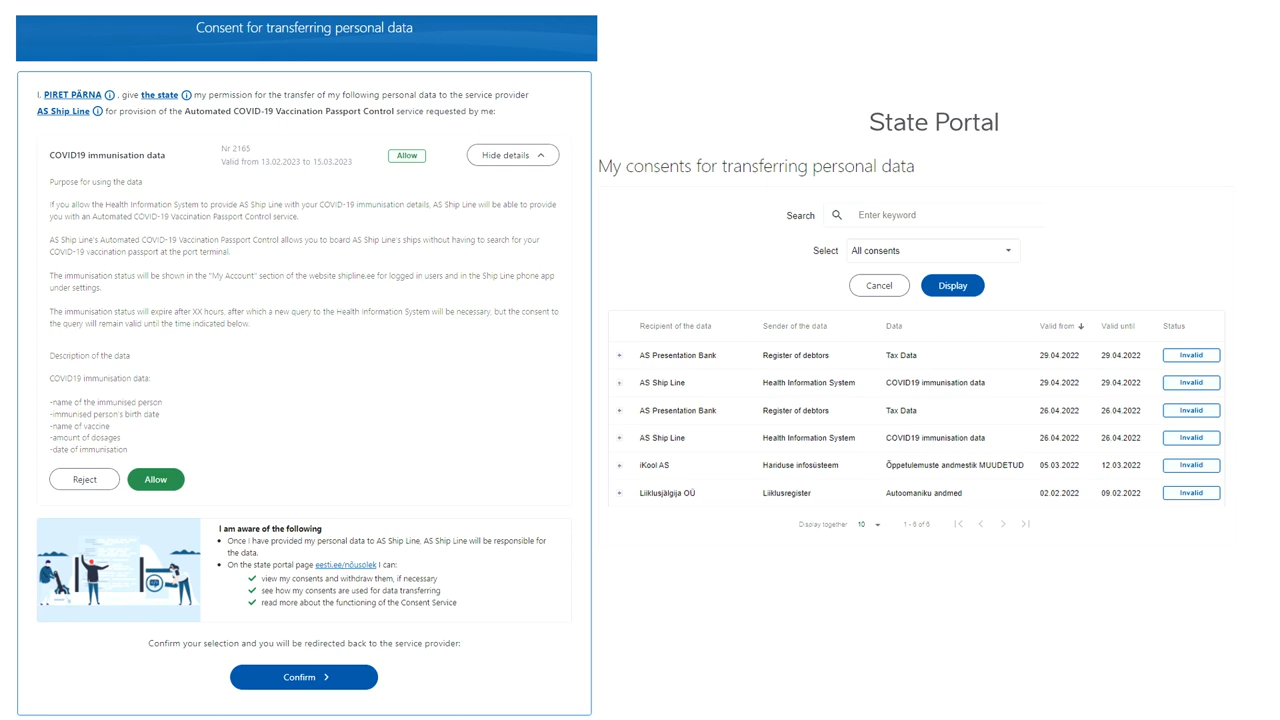 Consent for transferring personal data
I, PIRET PÄRNA , give the state my permission for the transfer of my following personal data to the service provider
AS Ship Line for provision of the Automated COVID-19 Vaccination Passport Control service requested by me:
COVID19 immunisation data
Nr 2165
Valid from 13.02.2023 to 15.03.2023
Allow
Hide details
Purpose for using the data
If you allow the Health Information System to provide AS Ship Line with your COVID-19 immunisation details, AS Ship Line will be able to provide
you with an Automated COVID-19 Vaccination Passport Control service.
AS Ship Line's Automated COVID-19 Vaccination Passport Control allows you to board AS Ship Line's ships without having to search for your
COVID-19 vaccination passport at the port terminal.
The immunisation status will be shown in the "My Account" section of the website shipline.ee for logged in users and in the Ship Line phone app
under settings.
The immunisation status will expire after XX hours, after which a new query to the Health Information System will be necessary, but the consent to
the query will remain valid until the time indicated below.
Description of the data
COVID19 immunisation data:
-name of the immunised person
-immunised person's birth date
-name of vaccine
-amount of dosages
-date of immunisation
Reject
Allow
I am aware of the following
• Once I have provided my personal data to AS Ship Line, AS Ship Line will be responsible for
the data.
• On the state portal page eesti.ee/nõusolek I can:
view my consents and withdraw them, if necessary
see how my consents are used for data transferring
read more about the functioning of the Consent Service
Confirm your selection and you will be redirected back to the service provider:
Confirm
State Portal
My consents for transferring personal data
Search Enter keyword
Select All consents
Cancel Display
Recipient of the data Sender of the data Data Valid from Valid until Status
AS Presentation Bank Register of debtors Tax Data 29.04.2022 29.04.2022 Invalid
AS Ship Line Health Information System COVID19 immunisation data 29.04.2022 29.04.2022 Invalid
AS Presentation Bank Register of debtors Tax Data 26.04.2022 26.04.2022 Invalid
AS Ship Line Health Information System COVID19 immunisation data 26.04.2022 26.04.2022 Invalid
iKool AS Hariduse infosüsteem Õppetulemuste andmestik MUUDETUD 05.03.2022 12.03.2022 Invalid
Liiklusjälgija OÜ Liiklusregister Autoomaniku andmed 02.02.2022 09.02.2022 Invalid
Display together 10 1 - 6 of 6